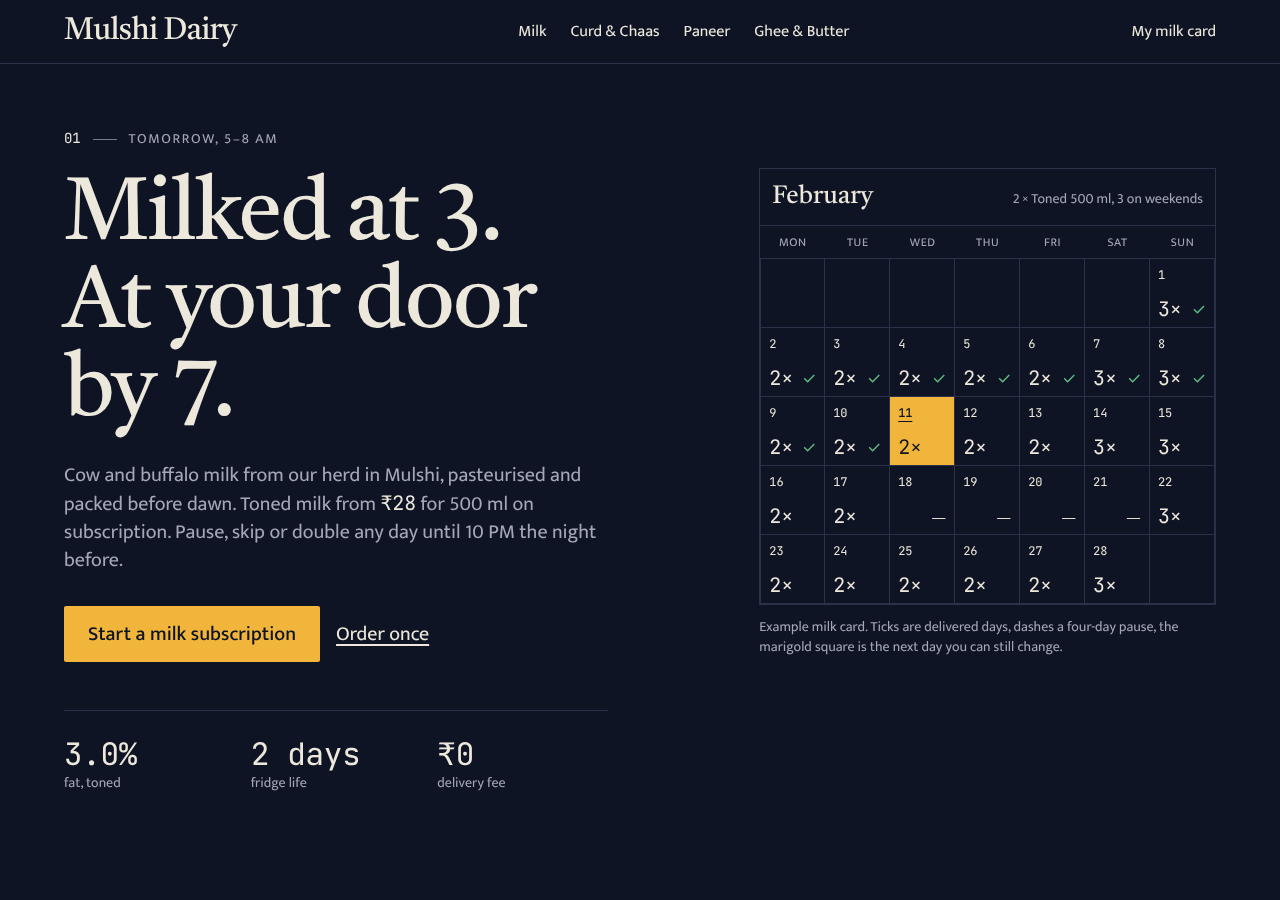 Mulshi Dairy
Milk
Curd & Chaas
Paneer
Ghee & Butter
My milk card
01 — TOMORROW, 5–8 AM
Milked at 3.
At your door
by 7.
Cow and buffalo milk from our herd in Mulshi, pasteurised and
packed before dawn. Toned milk from ₹28 for 500 ml on
subscription. Pause, skip or double any day until 10 PM the night
before.
Start a milk subscription
Order once
3.0%
fat, toned
2 days
fridge life
₹0
delivery fee
February
2 × Toned 500 ml, 3 on weekends
MON TUE WED THU FRI SAT SUN
1
3× ✓
2 3 4 5 6 7 8
2× ✓ 2× ✓ 2× ✓ 2× ✓ 2× ✓ 3× ✓ 3× ✓
9 10 11 12 13 14 15
2× ✓ 2× ✓ 2× 2× 2× 3× 3×
16 17 18 19 20 21 22
2× 2× — — — — 3×
23 24 25 26 27 28
2× 2× 2× 2× 2× 3×
Example milk card. Ticks are delivered days, dashes a four-day pause, the
marigold square is the next day you can still change.